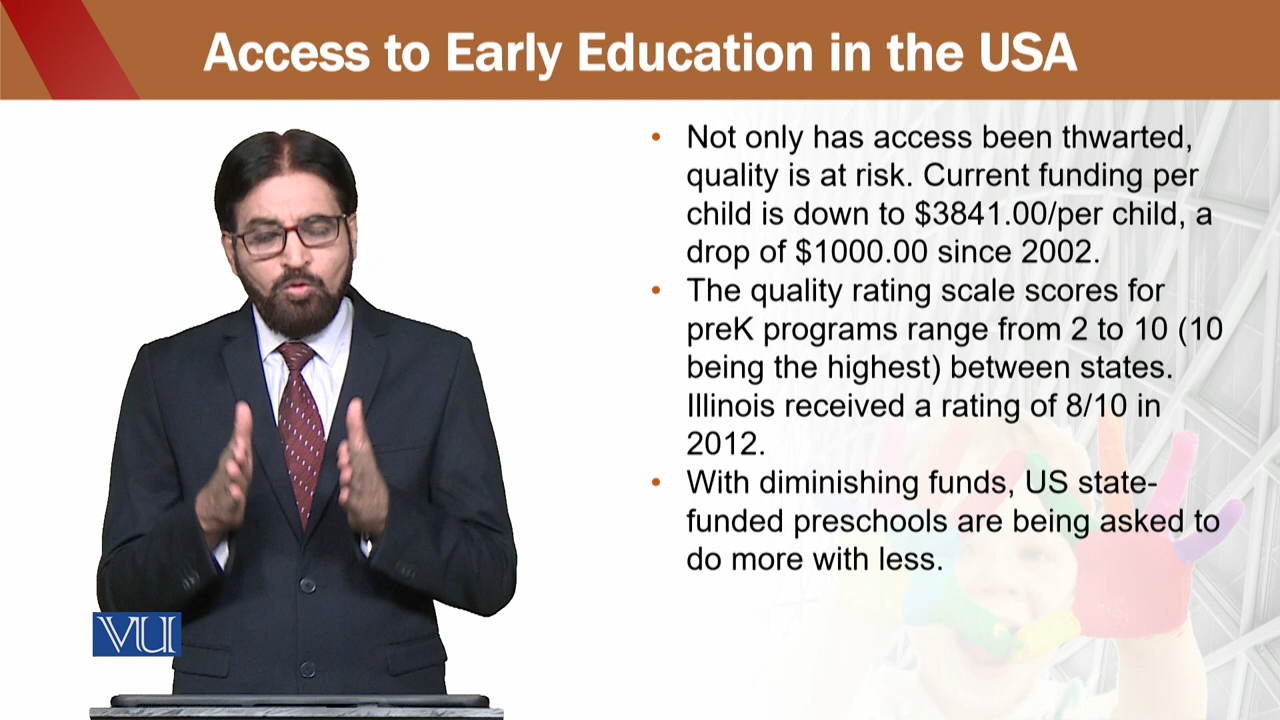 Access to Early Education in the USA
• Not only has access been thwarted,
quality is at risk. Current funding per
child is down to $3841.00/per child, a
drop of $1000.00 since 2002.
• The quality rating scale scores for
preK programs range from 2 to 10 (10
being the highest) between states.
Illinois received a rating of 8/10 in
2012.
• With diminishing funds, US state-
funded preschools are being asked to
do more with less.
VU